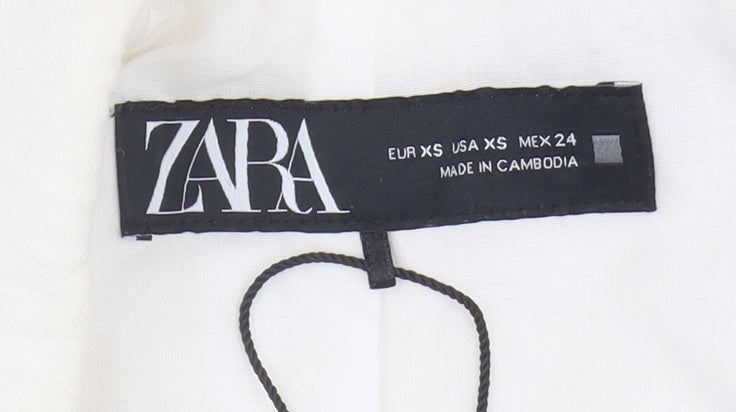 ZARA
EUR XS USA XS MEX 24
MADE IN CAMBODIA